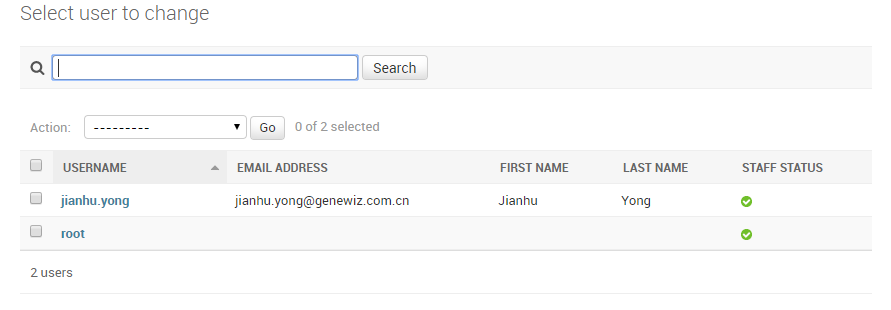 Select user to change
Search
Action: --------- Go 0 of 2 selected
USERNAME EMAIL ADDRESS FIRST NAME LAST NAME STAFF STATUS
jianhu.yong jianhu.yong@genewiz.com.cn Jianhu Yong
root
2 users